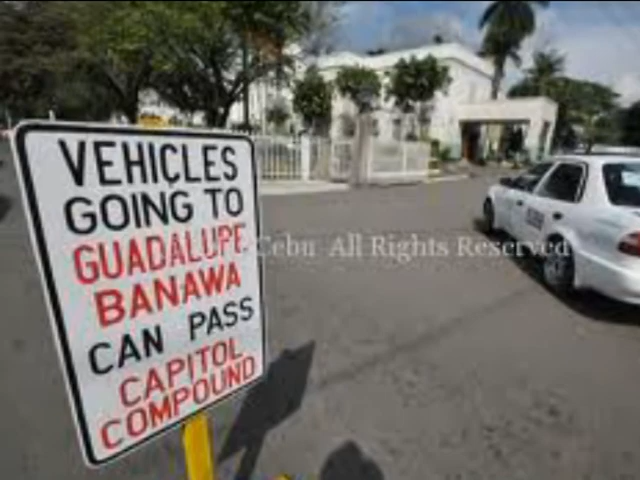 VEHICLES
GOING TO
GUADALUPE
BANAWA
CAN PASS
CAPITOL
COMPOUND
Cebu All Rights Reserved